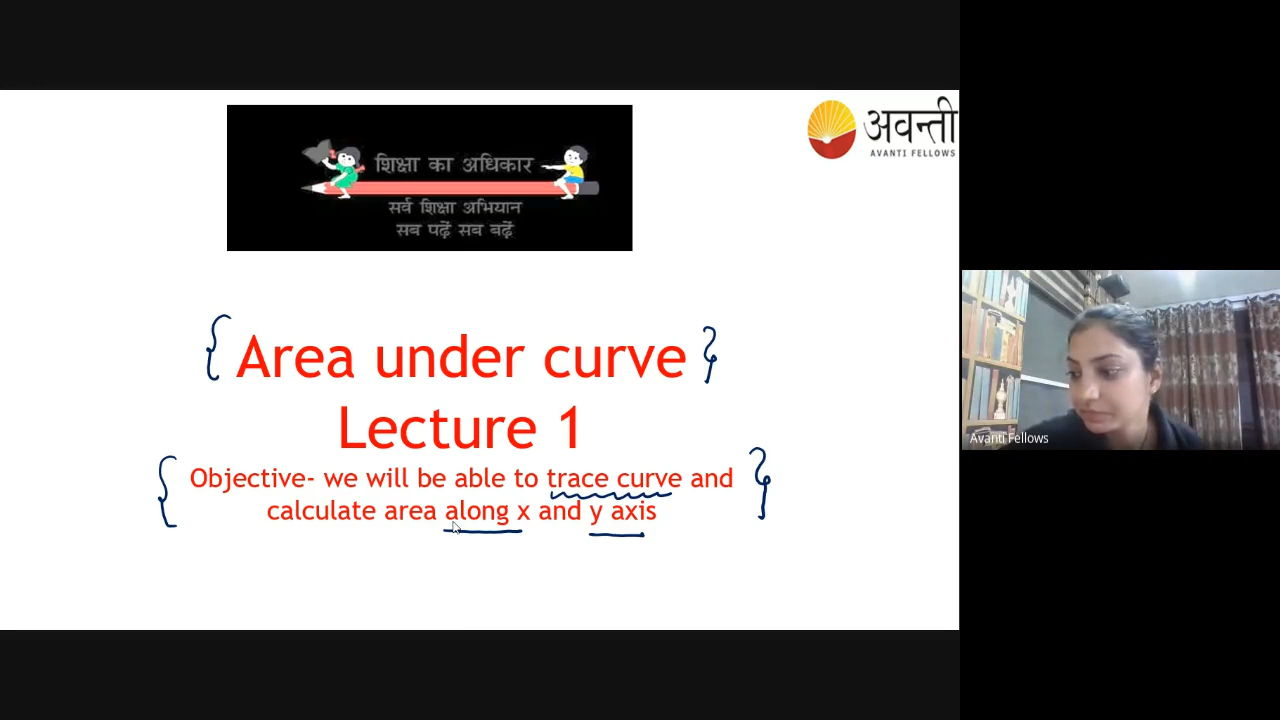 शिक्षा का अधिकार
सर्व शिक्षा अभियान
सब पढ़ें सब बढ़ें
अवन्ती
AVANTI FELLOWS
Area under curve
Lecture 1
Objective- we will be able to trace curve and
calculate area along x and y axis
Avanti Fellows